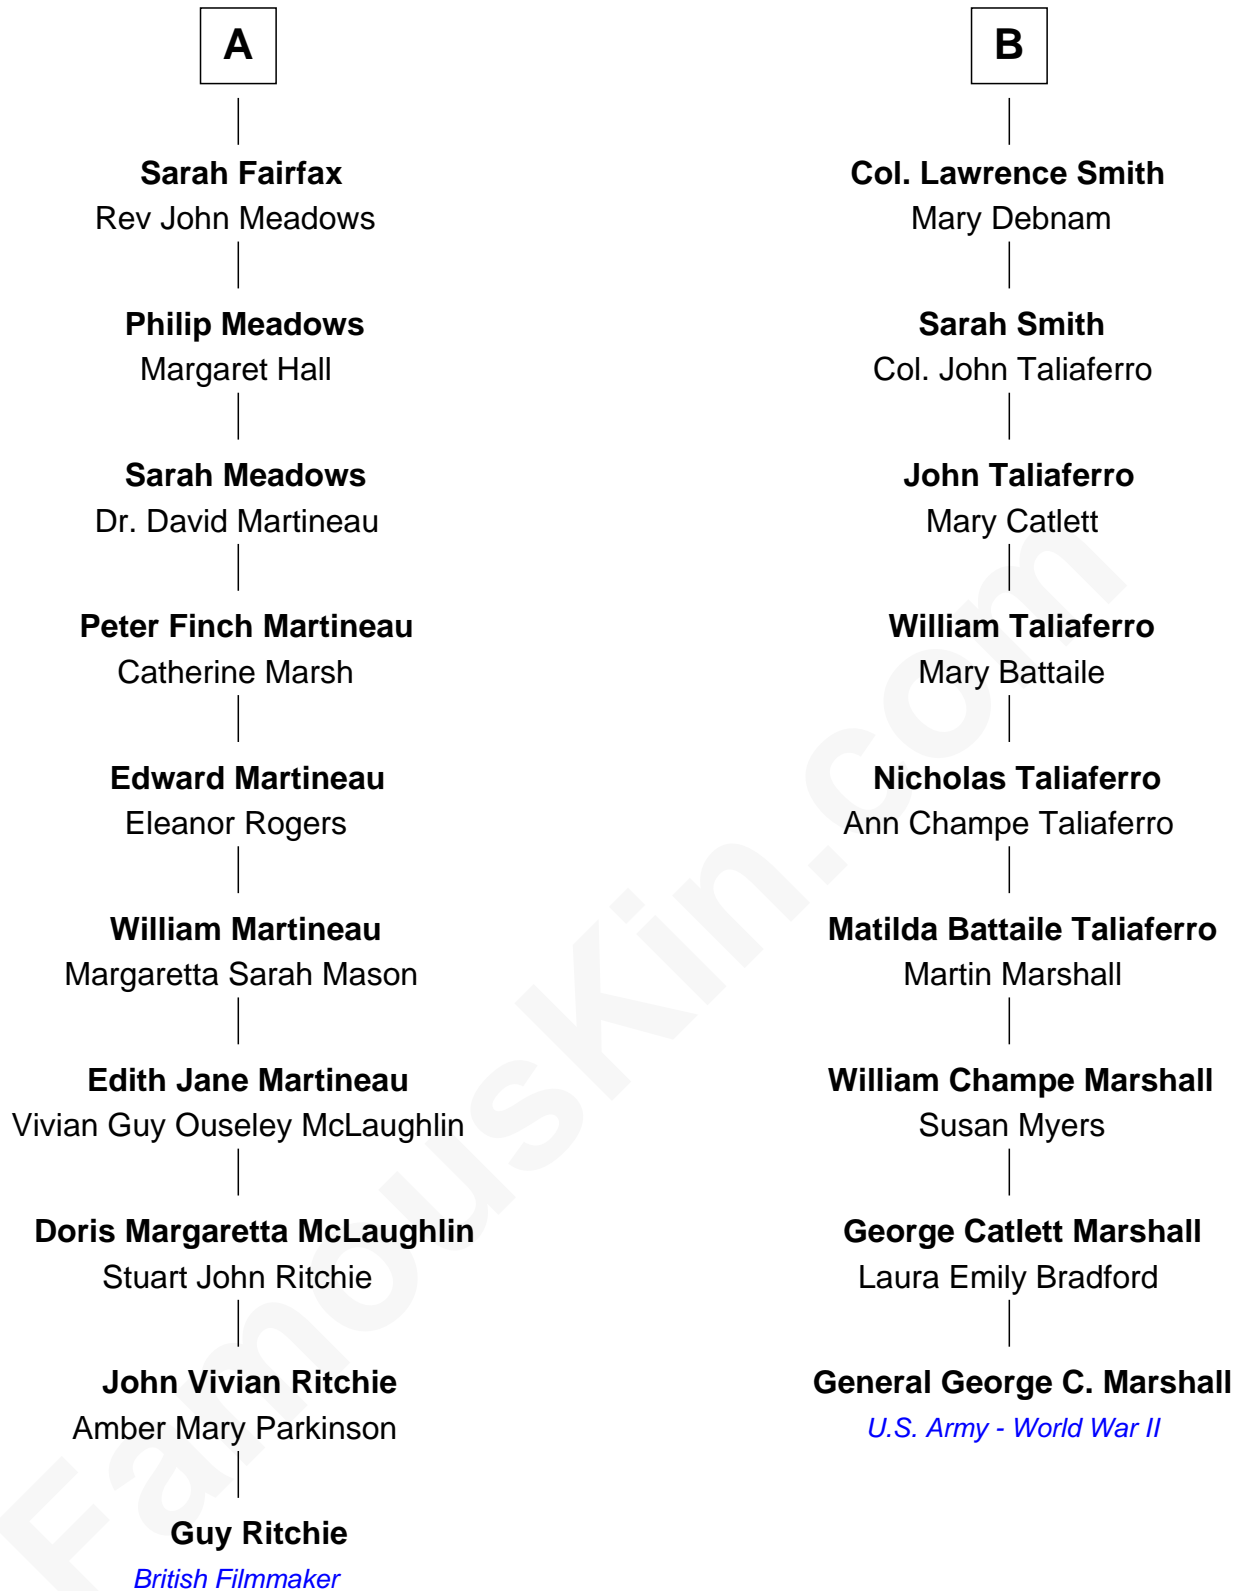 A
Sarah Fairfax
Rev John Meadows
Philip Meadows
Margaret Hall
Sarah Meadows
Dr. David Martineau
Peter Finch Martineau
Catherine Marsh
Edward Martineau
Eleanor Rogers
William Martineau
Margaretta Sarah Mason
Edith Jane Martineau
Vivian Guy Ouseley McLaughlin
Doris Margaretta McLaughlin
Stuart John Ritchie
John Vivian Ritchie
Amber Mary Parkinson
Guy Ritchie
British Filmmaker
B
Col. Lawrence Smith
Mary Debnam
Sarah Smith
Col. John Taliaferro
John Taliaferro
Mary Catlett
William Taliaferro
Mary Battaile
Nicholas Taliaferro
Ann Champe Taliaferro
Matilda Battaile Taliaferro
Martin Marshall
William Champe Marshall
Susan Myers
George Catlett Marshall
Laura Emily Bradford
General George C. Marshall
U.S. Army - World War II
FamousKin.com